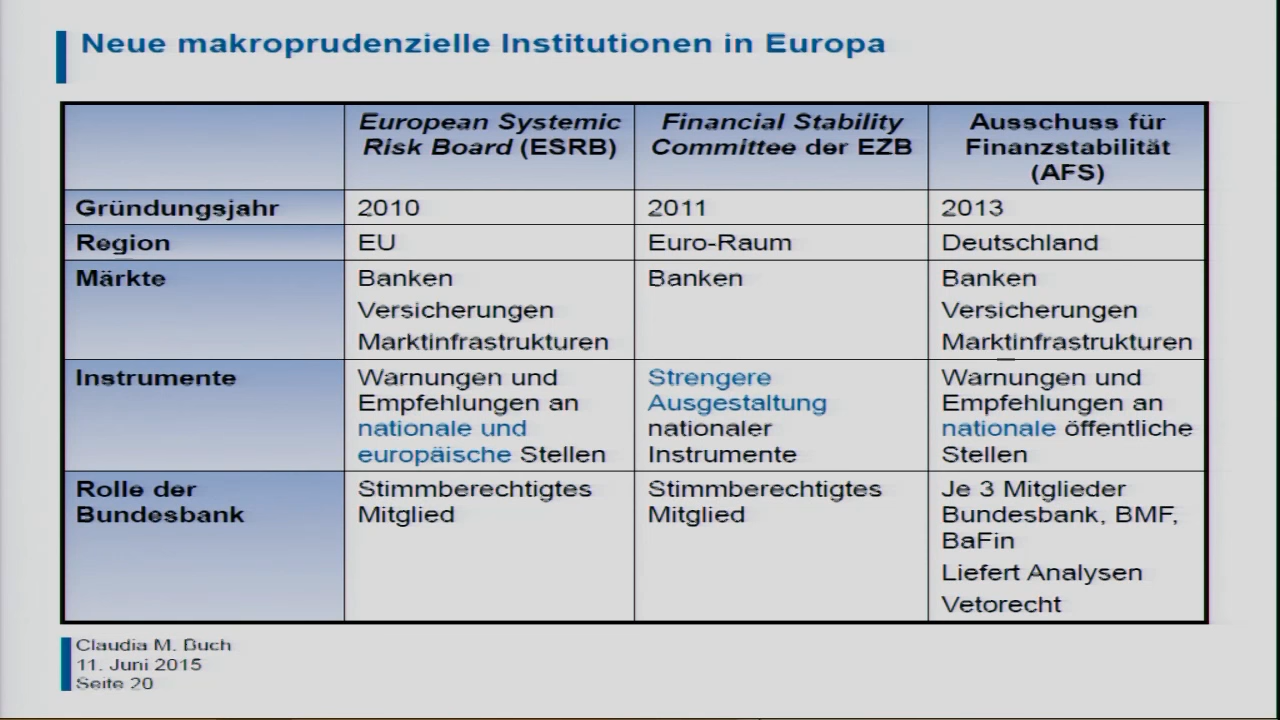 Neue makroprudenzielle Institutionen in Europa
European Systemic Risk Board (ESRB)
Financial Stability Committee der EZB
Ausschuss für Finanzstabilität (AFS)
Gründungsjahr
2010
2011
2013
Region
EU
Euro-Raum
Deutschland
Märkte
Banken
Versicherungen
Marktinfrastrukturen
Banken
Banken
Versicherungen
Marktinfrastrukturen
Instrumente
Warnungen und
Empfehlungen an
nationale und
europäische Stellen
Strengere
Ausgestaltung
nationaler
Instrumente
Warnungen und
Empfehlungen an
nationale öffentliche
Stellen
Rolle der
Bundesbank
Stimmberechtigtes
Mitglied
Stimmberechtigtes
Mitglied
Je 3 Mitglieder
Bundesbank, BMF,
BaFin
Liefert Analysen
Vetorecht
Claudia M. Buch
11. Juni 2015
Seite 20